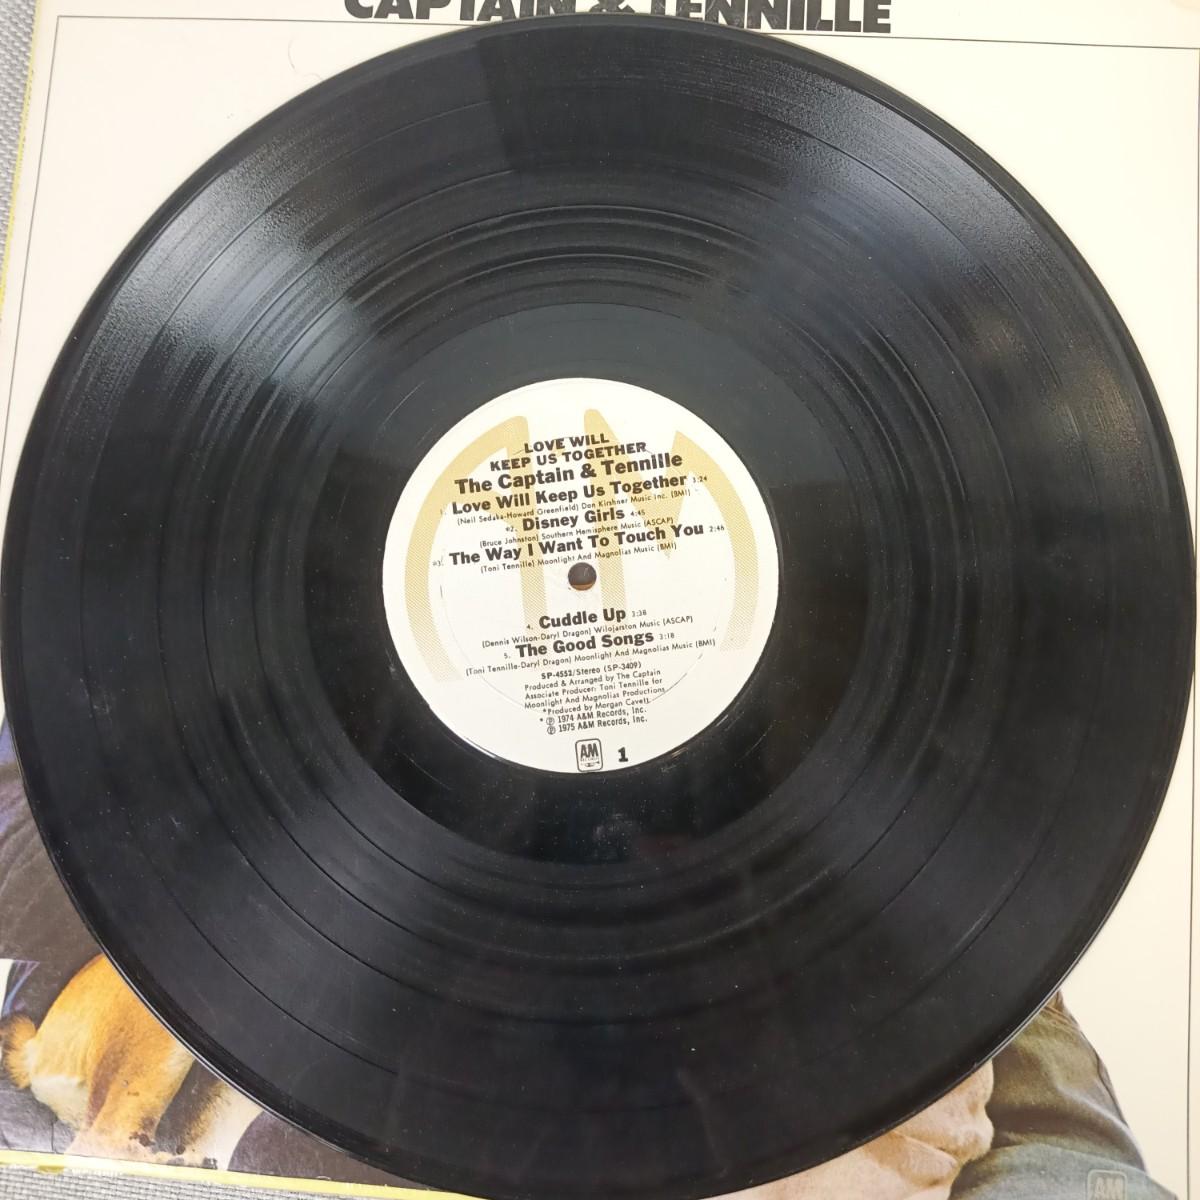 CAPTAIN & TENNILLE
LOVE WILL
KEEP US TOGETHER
The Captain & Tennille
1. Love Will Keep Us Together 3:24
(Neil Sedaka-Howard Greenfield) Don Kirshner Music Inc. (BMI)
*2. Disney Girls 4:45
(Bruce Johnston) Southern Hemisphere Music (ASCAP)
*3. The Way I Want To Touch You 2:46
(Toni Tennille) Moonlight And Magnolias Music (BMI)
4. Cuddle Up 3:38
(Dennis Wilson-Daryl Dragon) Wilojarston Music (ASCAP)
5. The Good Songs 3:18
(Toni Tennille-Daryl Dragon) Moonlight And Magnolias Music (BMI)
SP-4552/Stereo (SP-3409)
Produced & Arranged by The Captain
Associate Producer: Toni Tennille for
Moonlight And Magnolias Productions
*Produced by Morgan Cavett
* ℗ 1974 A&M Records, Inc.
℗ 1975 A&M Records, Inc.
AM
RECORDS
1
AM